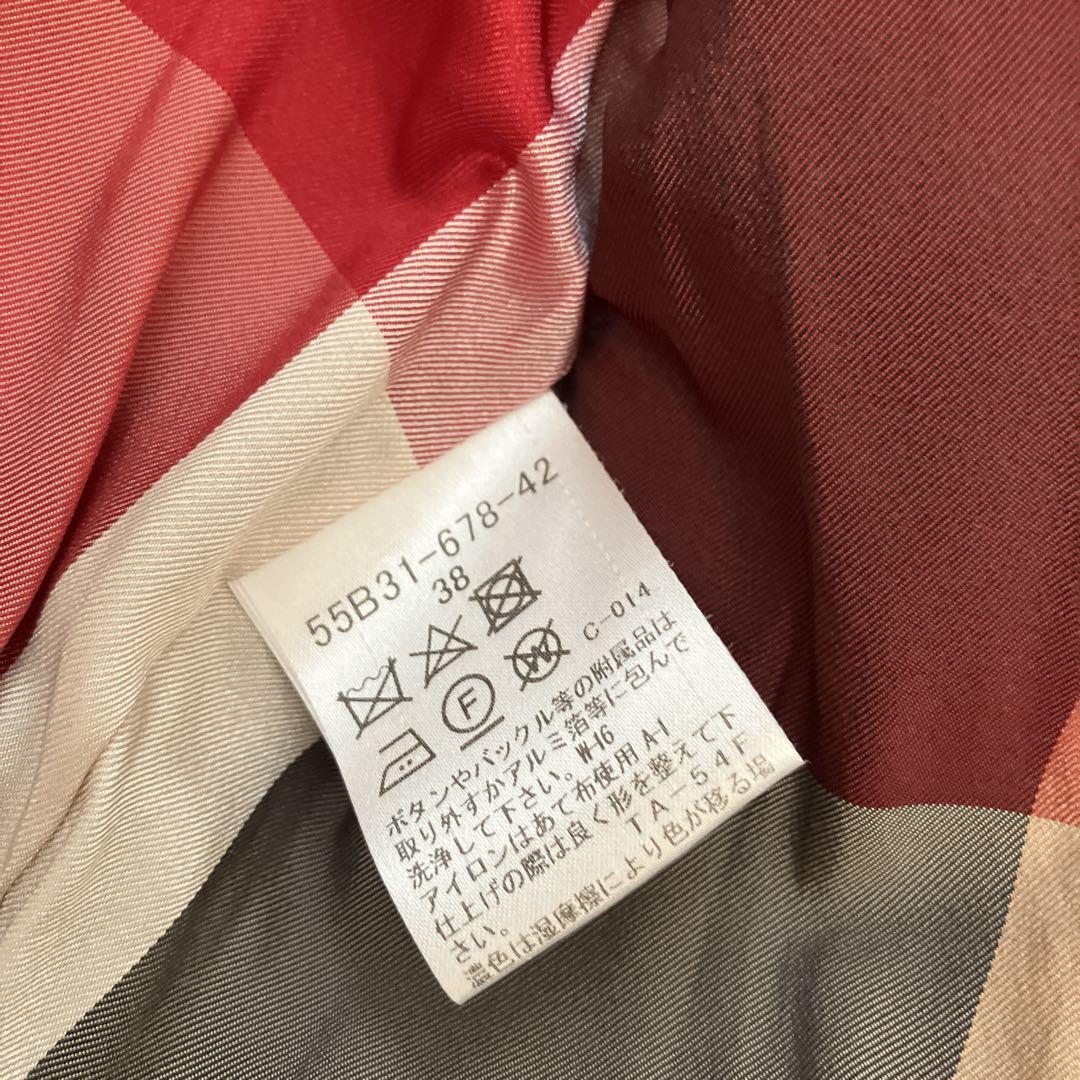 55B31-678-42
38
F
W
C-014
ボタンやバックル等の附属品は
取り外すかアルミ箔等に包んで
洗浄して下さい。W-16
アイロンはあて布使用 A-1
仕上げの際は良く形を整えて下
さい。 TA-54F
濃色は湿摩擦により色が移る場